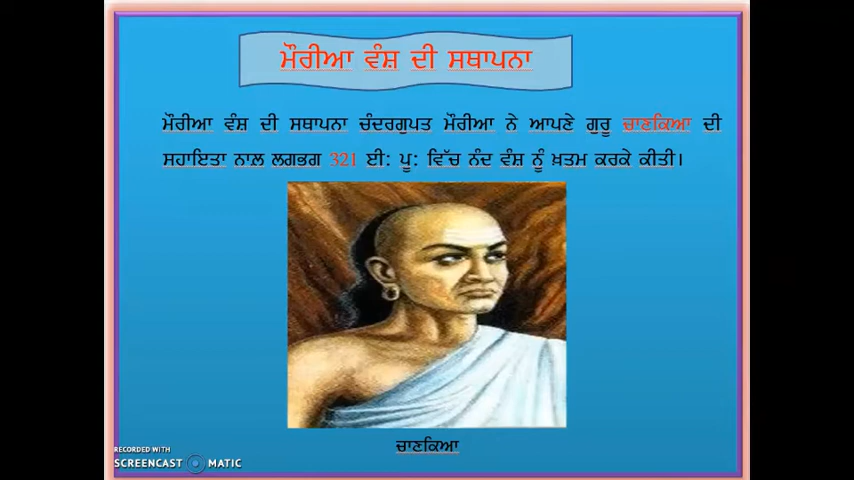 ਮੌਰੀਆ ਵੰਸ਼ ਦੀ ਸਥਾਪਨਾ
ਮੌਰੀਆ ਵੰਸ਼ ਦੀ ਸਥਾਪਨਾ ਚੰਦਰਗੁਪਤ ਮੌਰੀਆ ਨੇ ਆਪਣੇ ਗੁਰੂ ਚਾਣਕਿਆ ਦੀ
ਸਹਾਇਤਾ ਨਾਲ਼ ਲਗਭਗ 321 ਈ: ਪੂ: ਵਿੱਚ ਨੰਦ ਵੰਸ਼ ਨੂੰ ਖ਼ਤਮ ਕਰਕੇ ਕੀਤੀ।
ਚਾਣਕਿਆ
RECORDED WITH
SCREENCAST MATIC